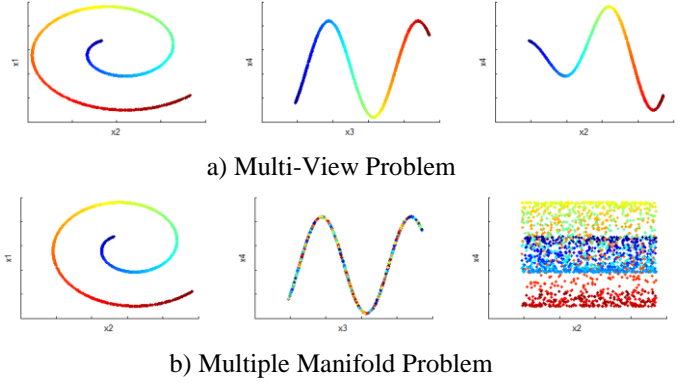 x1
x2
x4
x3
x4
x2
a) Multi-View Problem
x1
x2
x4
x3
x4
x2
b) Multiple Manifold Problem